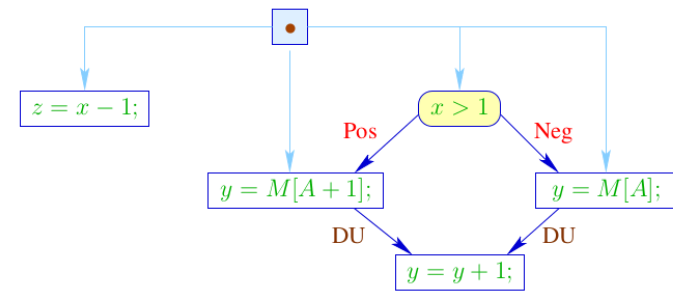 z = x − 1;
x > 1
Pos
Neg
y = M[A + 1];
y = M[A];
DU
DU
y = y + 1;